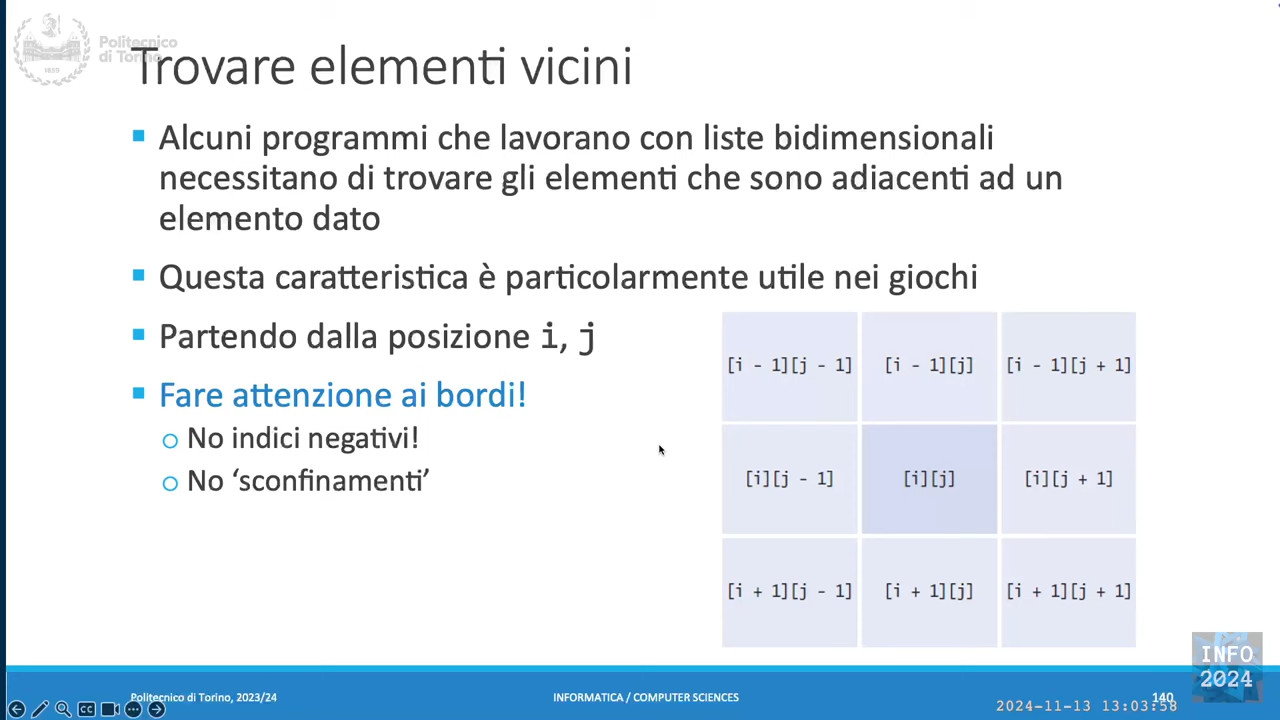 Politecnico
di Torino
1859
Trovare elementi vicini
Alcuni programmi che lavorano con liste bidimensionali
necessitano di trovare gli elementi che sono adiacenti ad un
elemento dato
Questa caratteristica è particolarmente utile nei giochi
Partendo dalla posizione i, j
Fare attenzione ai bordi!
No indici negativi!
No ‘sconfinamenti’
[i - 1][j - 1] [i - 1][j] [i - 1][j + 1]
[i][j - 1] [i][j] [i][j + 1]
[i + 1][j - 1] [i + 1][j] [i + 1][j + 1]
INFO
2024
Politecnico di Torino, 2023/24 INFORMATICA / COMPUTER SCIENCES 140
CC
2024-11-13 13:03:58